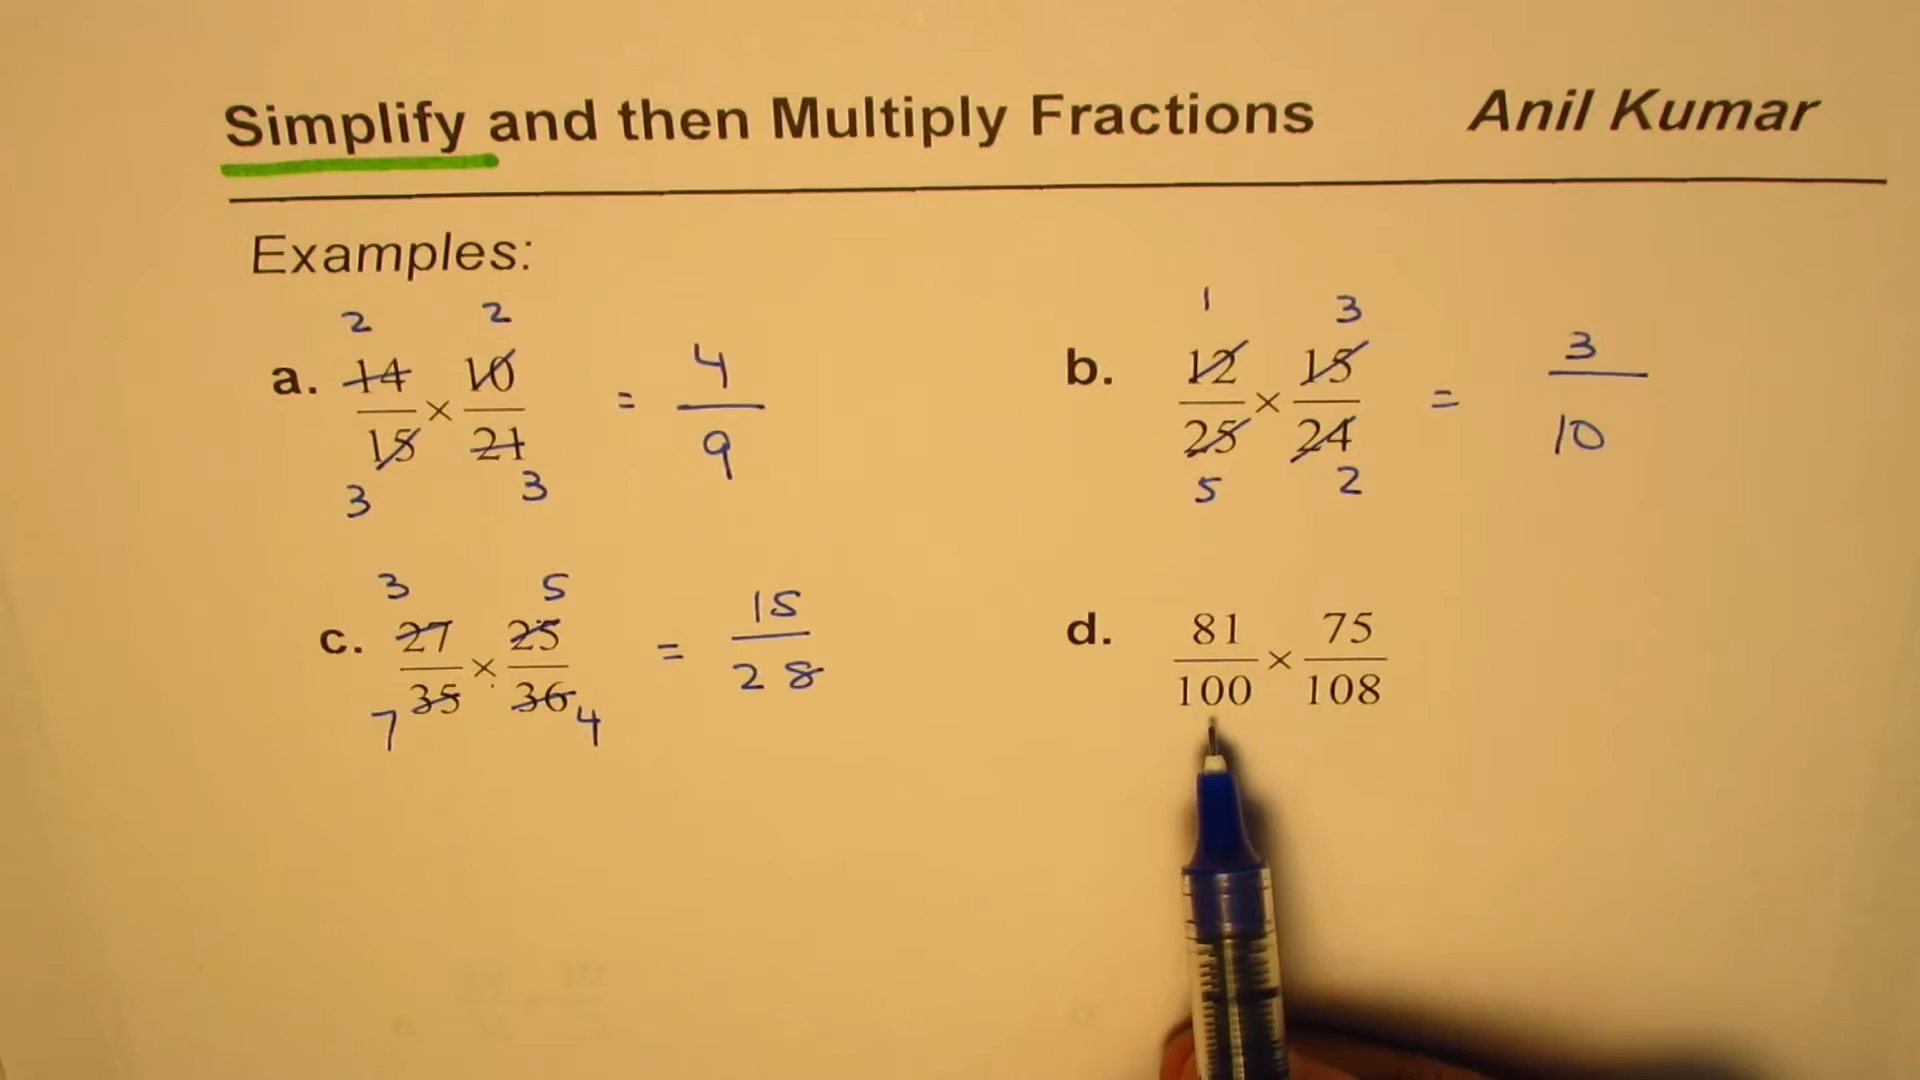 Simplify and then Multiply Fractions Anil Kumar
Examples:
2 2
a. 14/15 × 10/21 = 4/9
3 3
1 3
b. 12/25 × 15/24 = 3/10
5 2
3 5
c. 27/35 × 25/36 = 15/28
7 4
d. 81/100 × 75/108